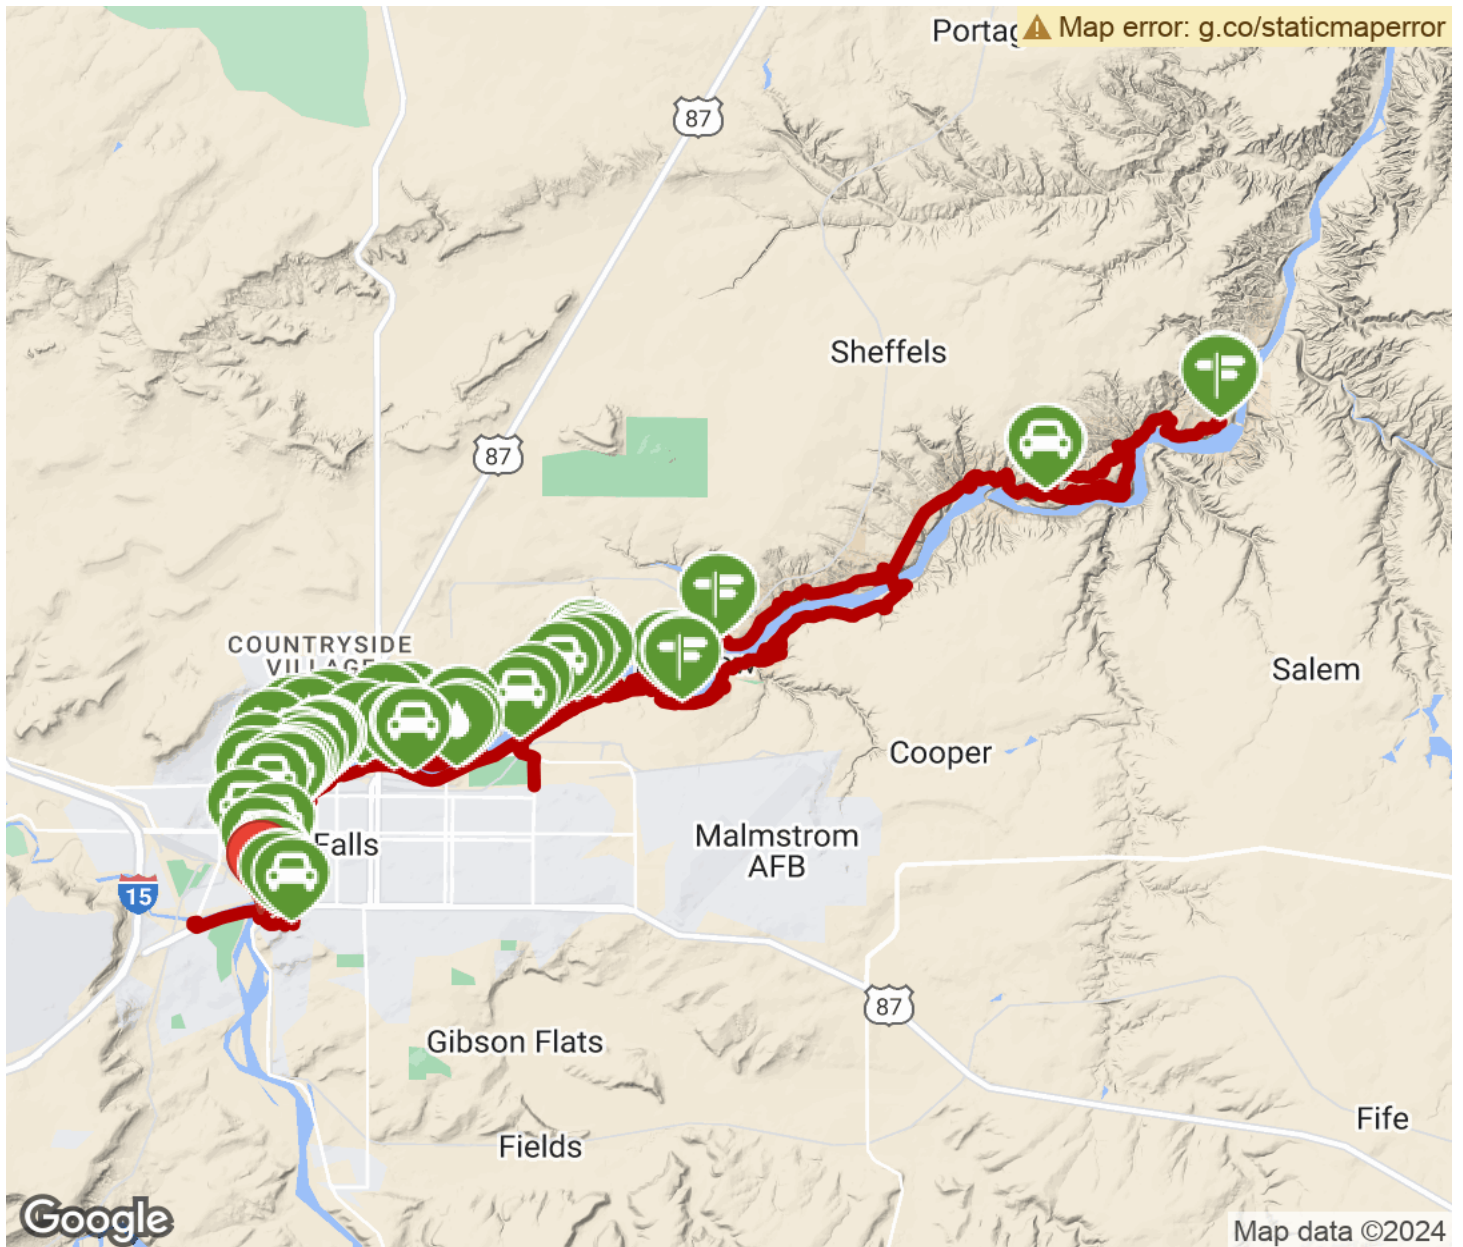 Portag
Map error: g.co/staticmaperror
87
Sheffels
87
COUNTRYSIDE
VILLAGE
Salem
Cooper
Falls
Malmstrom
AFB
15
87
Gibson Flats
Fife
Fields
Google
Map data ©2024